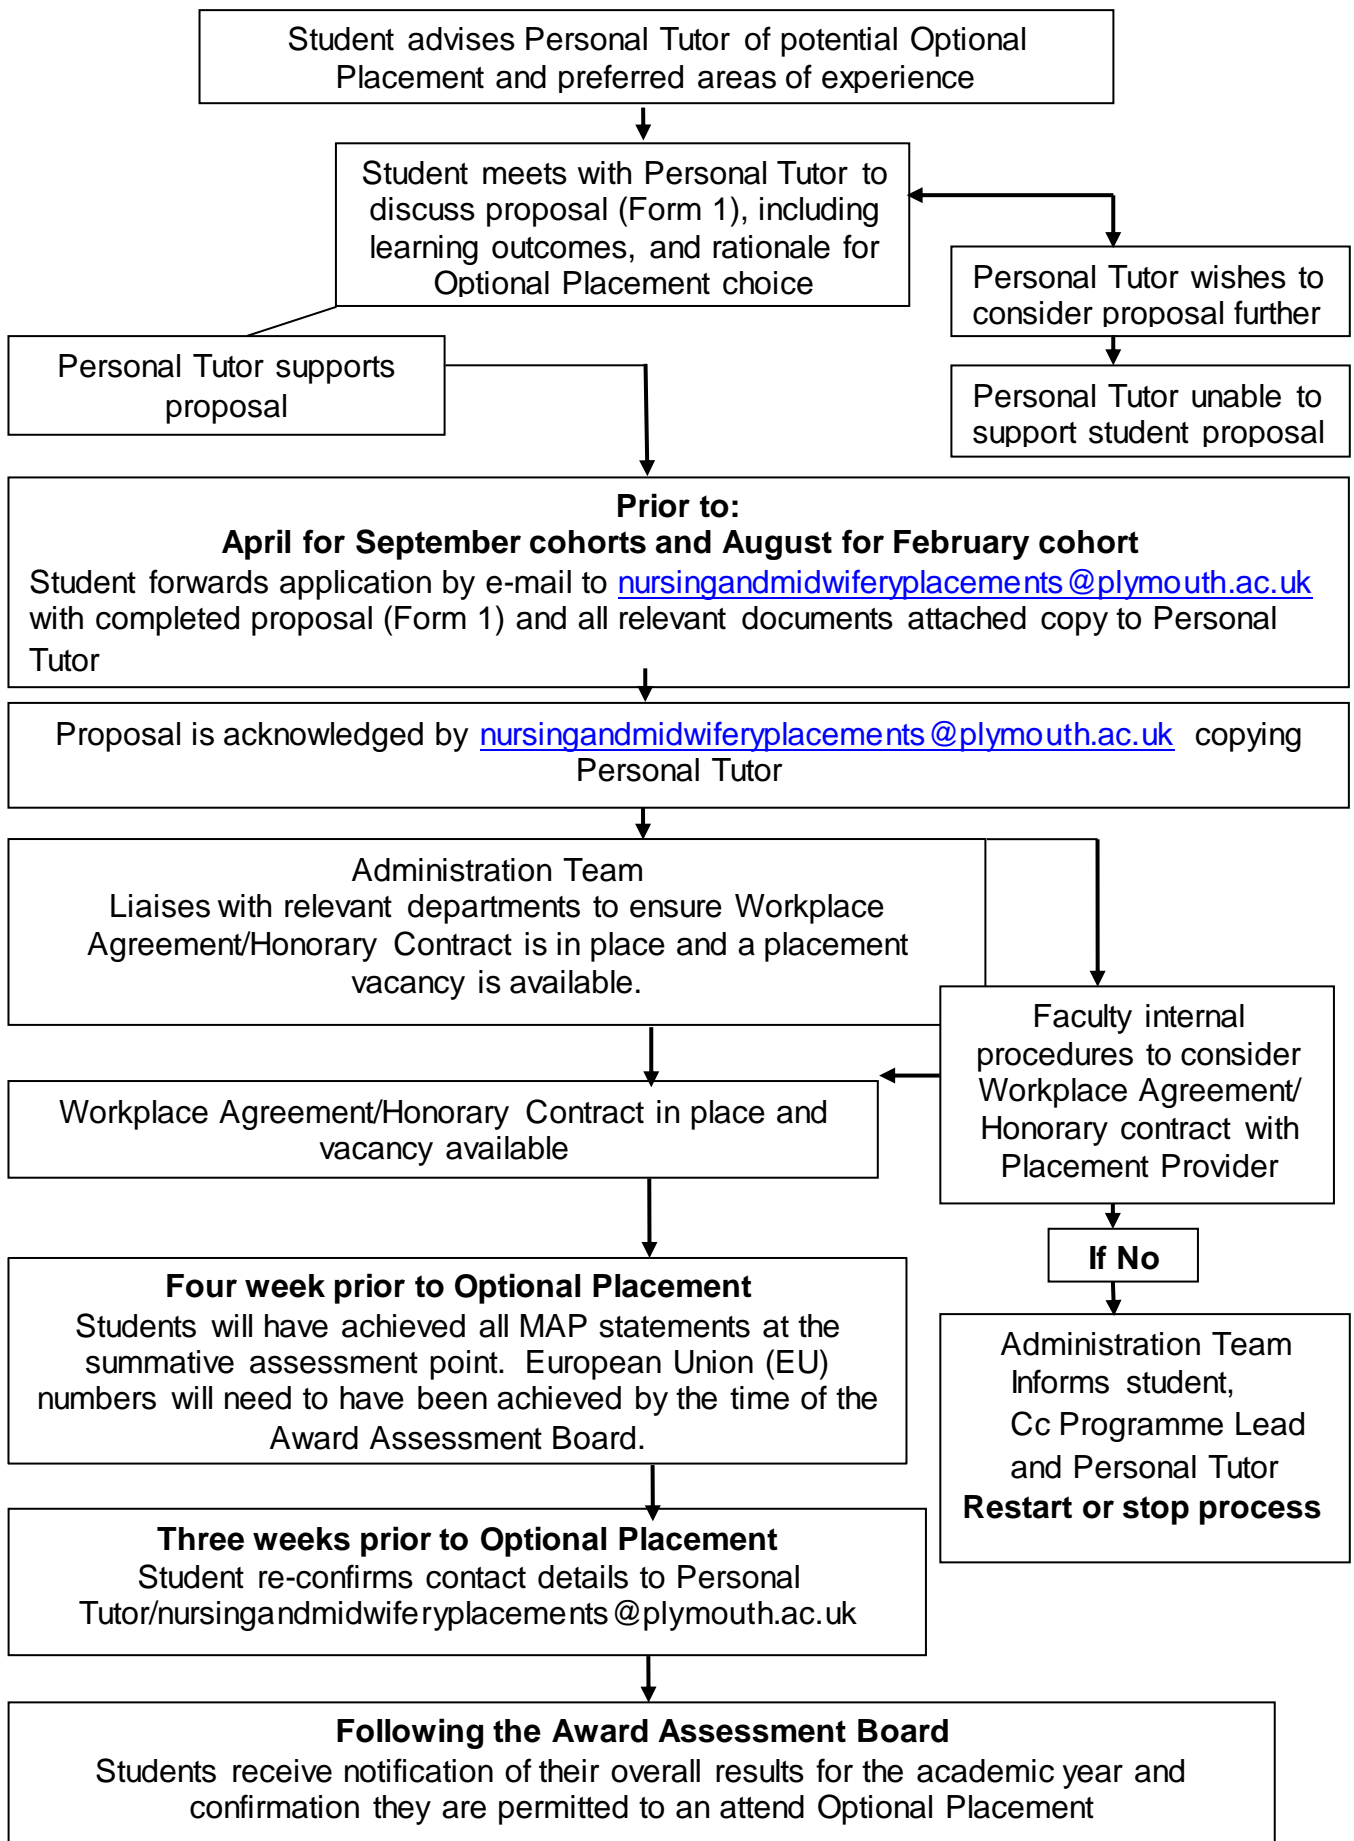 Student advises Personal Tutor of potential Optional
Placement and preferred areas of experience
Student meets with Personal Tutor to
discuss proposal (Form 1), including
learning outcomes, and rationale for
Optional Placement choice
Personal Tutor wishes to
consider proposal further
Personal Tutor supports
proposal
Personal Tutor unable to
support student proposal
Prior to:
April for September cohorts and August for February cohort
Student forwards application by e-mail to nursingandmidwiferyplacements@plymouth.ac.uk
with completed proposal (Form 1) and all relevant documents attached copy to Personal
Tutor
Proposal is acknowledged by nursingandmidwiferyplacements@plymouth.ac.uk copying
Personal Tutor
Administration Team
Liaises with relevant departments to ensure Workplace
Agreement/Honorary Contract is in place and a placement
vacancy is available.
Faculty internal
procedures to consider
Workplace Agreement/
Honorary contract with
Placement Provider
Workplace Agreement/Honorary Contract in place and
vacancy available
If No
Four week prior to Optional Placement
Students will have achieved all MAP statements at the
summative assessment point. European Union (EU)
numbers will need to have been achieved by the time of the
Award Assessment Board.
Administration Team
Informs student,
Cc Programme Lead
and Personal Tutor
Restart or stop process
Three weeks prior to Optional Placement
Student re-confirms contact details to Personal
Tutor/nursingandmidwiferyplacements@plymouth.ac.uk
Following the Award Assessment Board
Students receive notification of their overall results for the academic year and
confirmation they are permitted to an attend Optional Placement